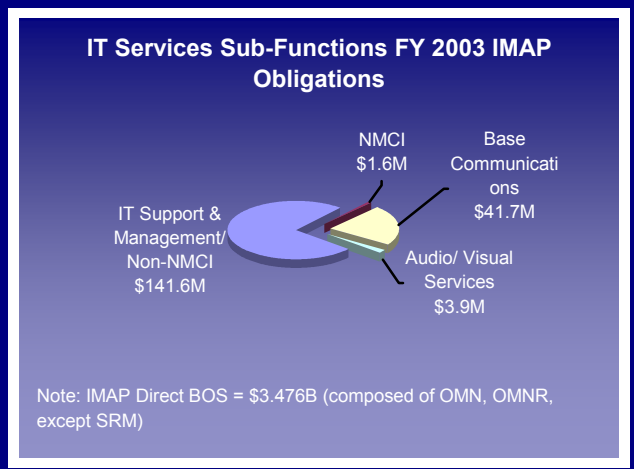 IT Services Sub-Functions FY 2003 IMAP
Obligations
NMCI
$1.6M
Base
Communicati
ons
$41.7M
IT Support &
Management/
Non-NMCI
$141.6M
Audio/ Visual
Services
$3.9M
Note: IMAP Direct BOS = $3.476B (composed of OMN, OMNR,
except SRM)